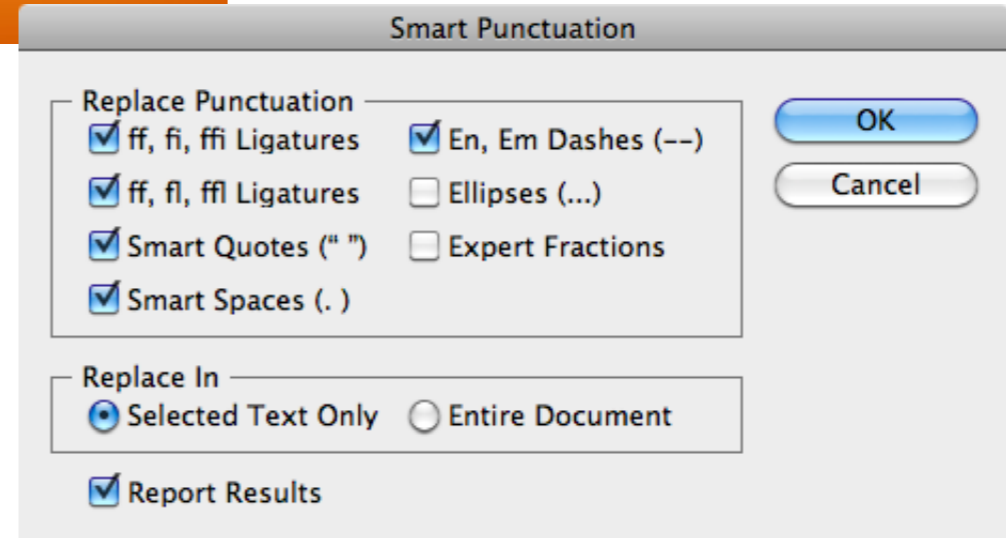 Smart Punctuation
Replace Punctuation
ff, fi, ffi Ligatures
En, Em Dashes (--)
ff, fl, ffl Ligatures
Ellipses (...)
Smart Quotes (“ ”)
Expert Fractions
Smart Spaces (. )
Replace In
Selected Text Only
Entire Document
Report Results
OK
Cancel